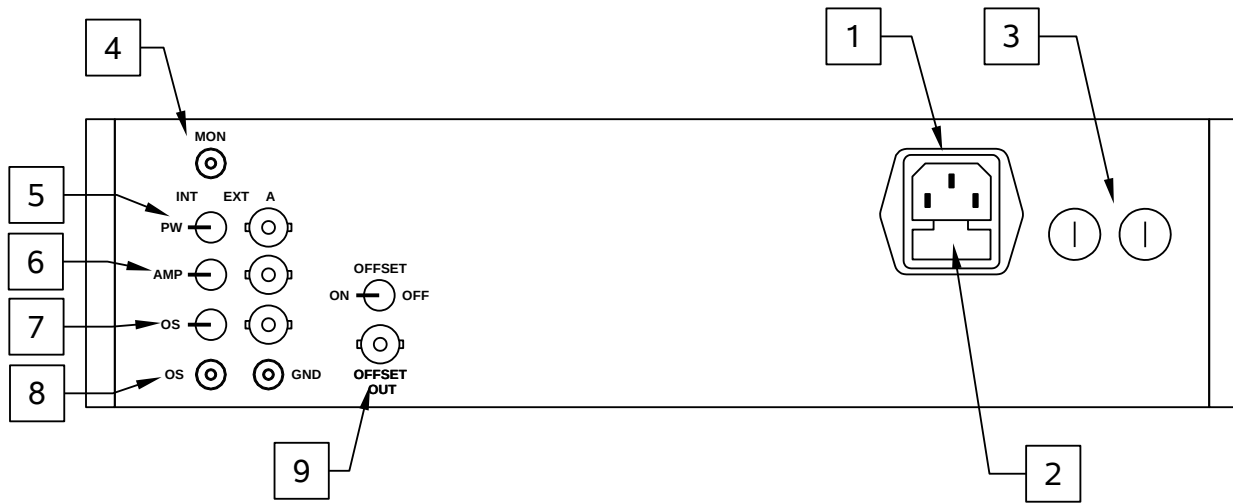 4
1
3
MON
5
INT EXT A
PW
6
AMP
OFFSET
ON OFF
7
OS
8
OS GND
OFFSET
OUT
9
2